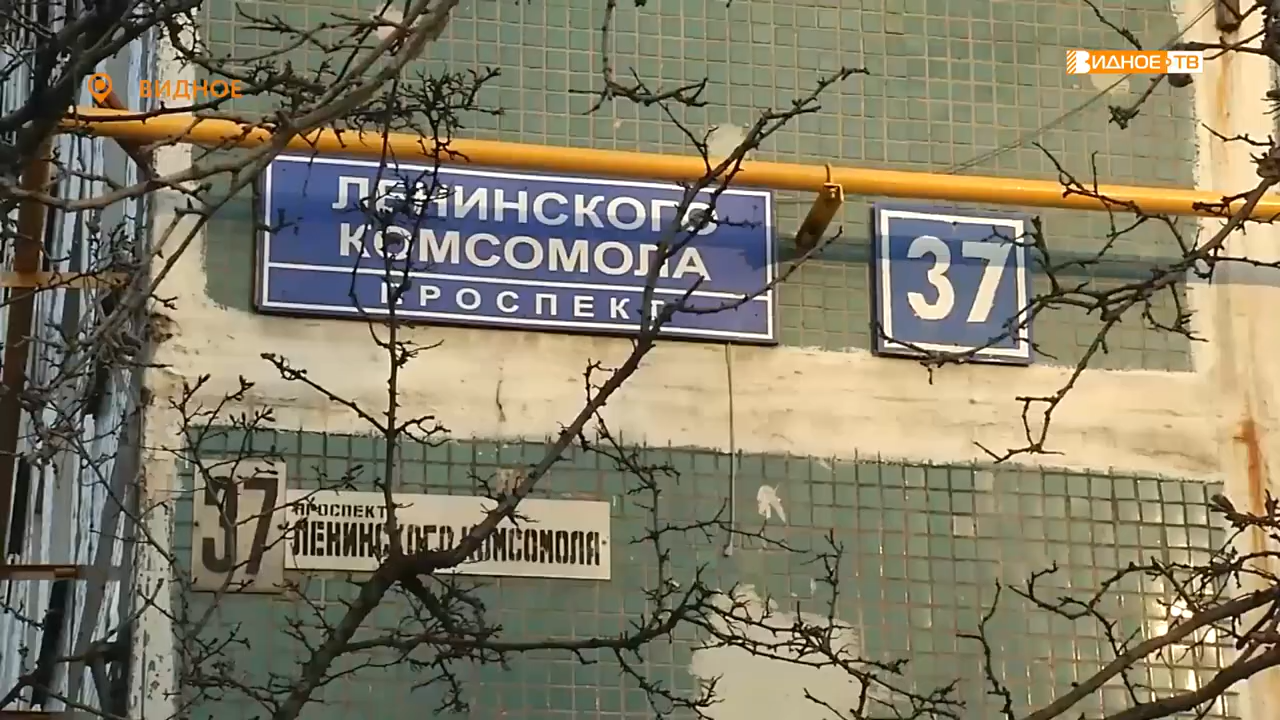 ВИДНОЕ
ВИДНОЕ ТВ
ЛЕНИНСКОГО
КОМСОМОЛА
ПРОСПЕКТ
37
37
ПРОСПЕКТ
ЛЕНИНСКОГО КОМСОМОЛА